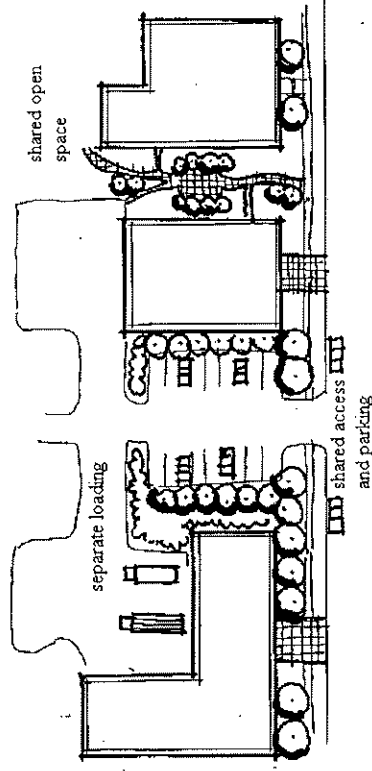 shared open
space
separate loading
shared access
and parking